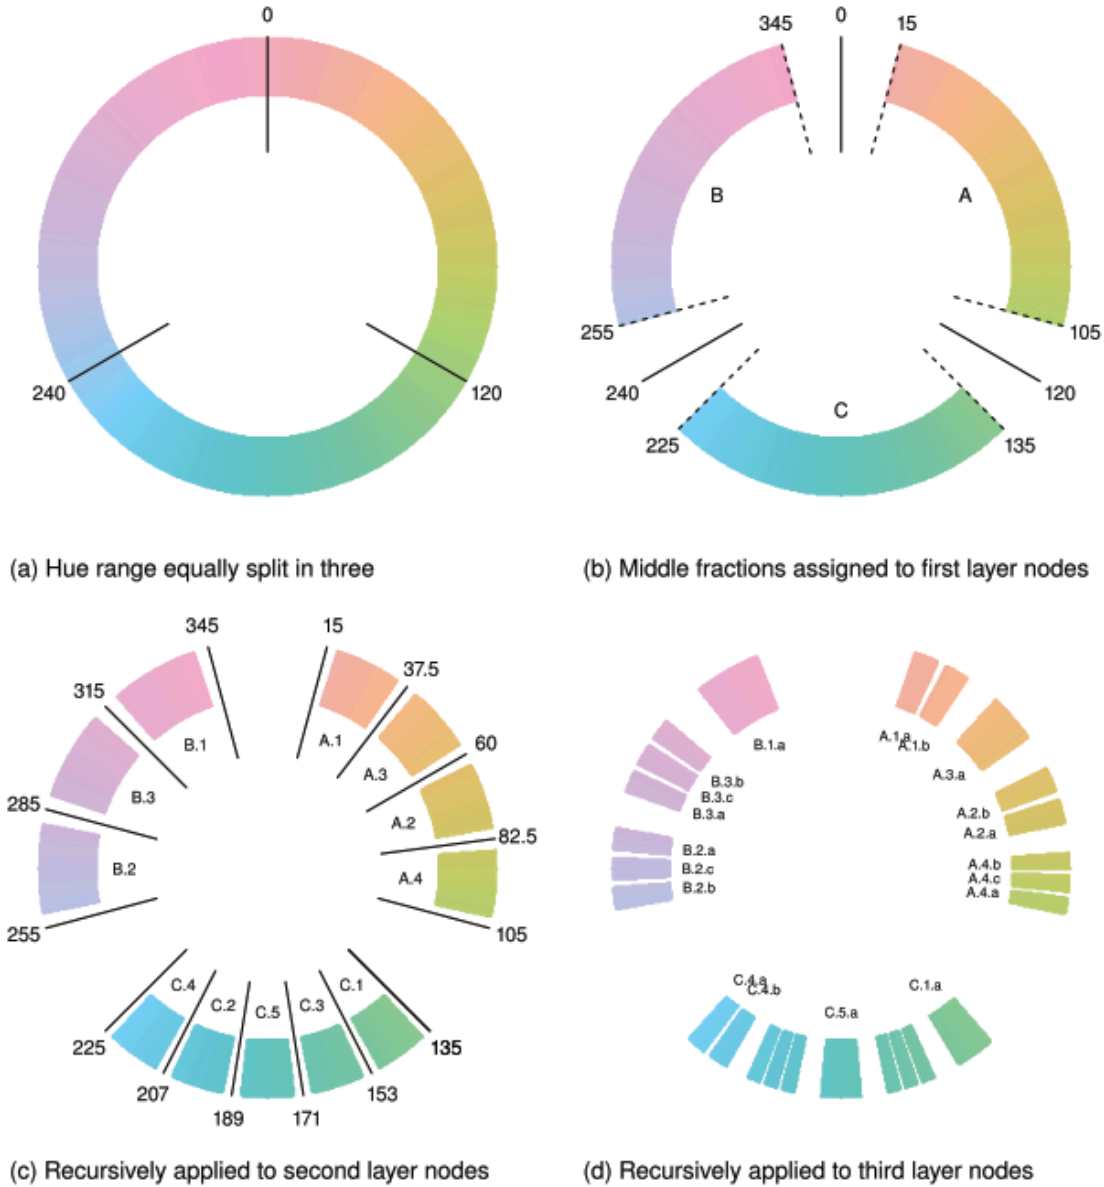 0
240
120
(a) Hue range equally split in three
345
0
15
B
A
255
105
240
120
C
225
135
(b) Middle fractions assigned to first layer nodes
345
15
37.5
315
60
B.1
A.1
A.3
B.3
285
A.2
82.5
B.2
A.4
255
105
C.4
C.2
C.5
C.3
C.1
225
135
207
153
189
171
(c) Recursively applied to second layer nodes
A.1.a
A.1.b
B.1.a
A.3.a
B.3.b
B.3.c
B.3.a
A.2.b
A.2.a
B.2.a
B.2.c
B.2.b
A.4.b
A.4.c
A.4.a
C.4.a
C.4.b
C.5.a
C.1.a
(d) Recursively applied to third layer nodes